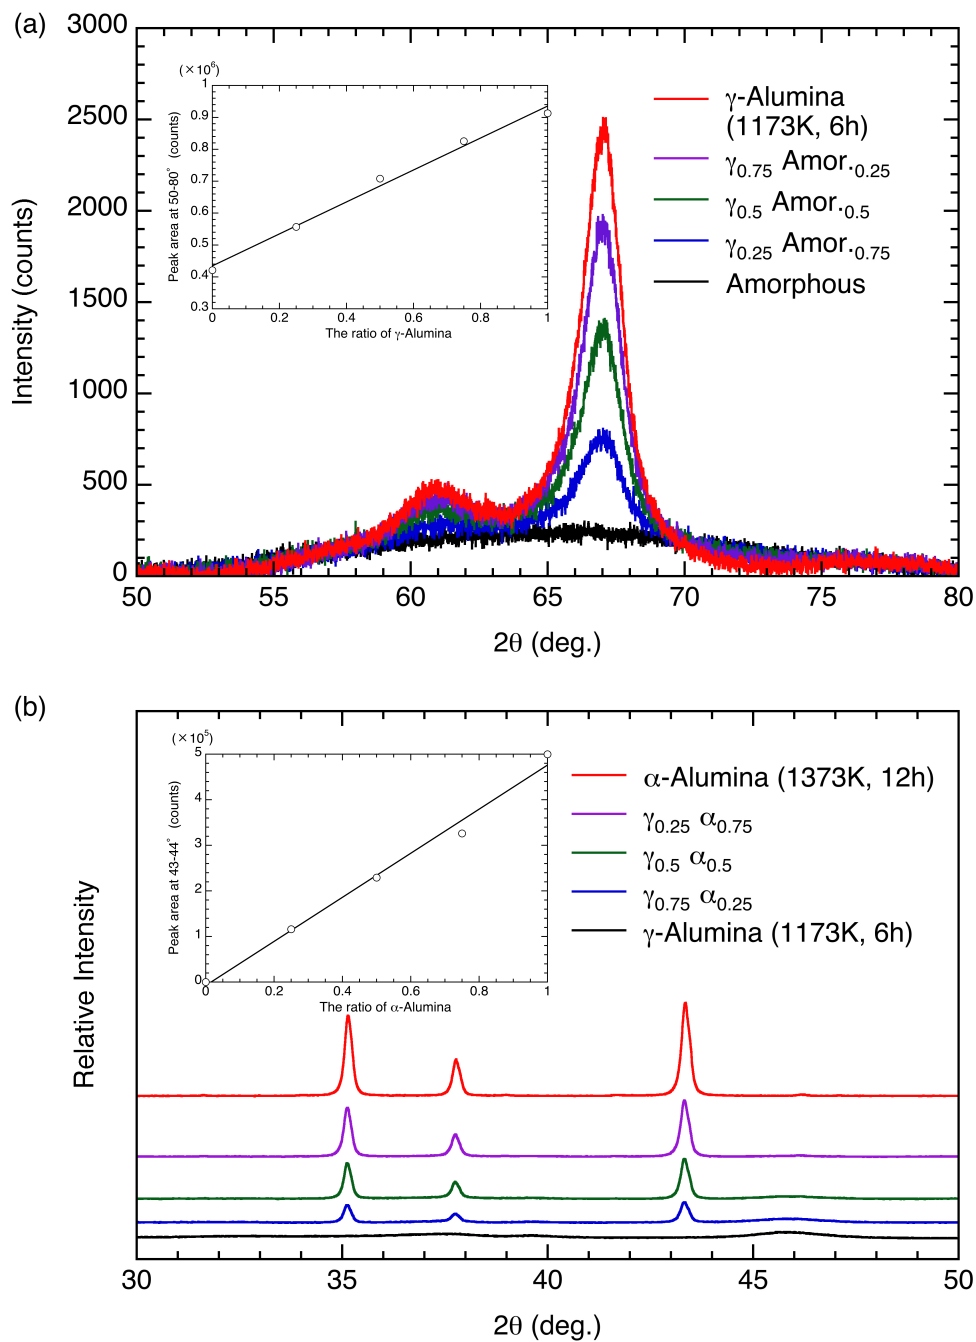 (a)
3000
2500
2000
1500
1000
500
0
Intensity (counts)
50
55
60
65
70
75
80
2θ (deg.)
(×10⁶)
1
0.9
0.8
0.7
0.6
0.5
0.4
0.3
Peak area at 50-80° (counts)
0
0.2
0.4
0.6
0.8
1
The ratio of γ-Alumina
γ-Alumina
(1173K, 6h)
γ0.75 Amor.0.25
γ0.5 Amor.0.5
γ0.25 Amor.0.75
Amorphous
(b)
Relative Intensity
(×10⁵)
5
4
3
2
1
0
Peak area at 43-44° (counts)
0
0.2
0.4
0.6
0.8
1
The ratio of α-Alumina
α-Alumina (1373K, 12h)
γ0.25 α0.75
γ0.5 α0.5
γ0.75 α0.25
γ-Alumina (1173K, 6h)
30
35
40
45
50
2θ (deg.)